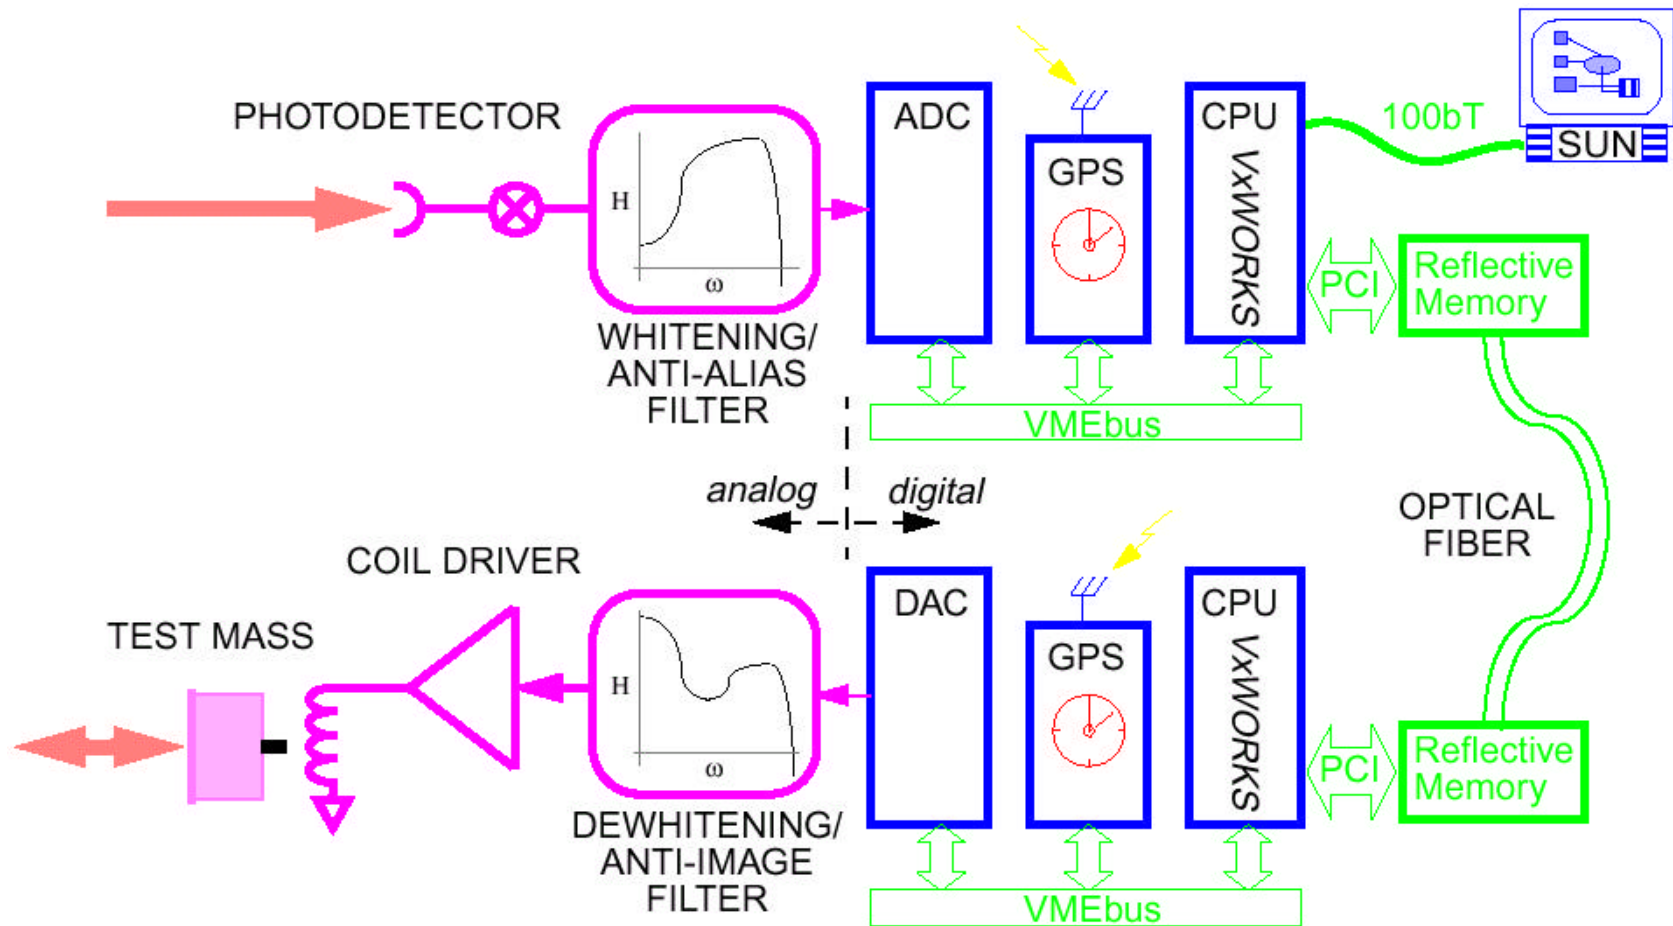 PHOTODETECTOR
H
ω
WHITENING/
ANTI-ALIAS
FILTER
ADC
GPS
CPU
VxWORKS
VMEbus
100bT
SUN
PCI
Reflective
Memory
analog
digital
OPTICAL
FIBER
COIL DRIVER
TEST MASS
H
ω
DEWHITENING/
ANTI-IMAGE
FILTER
DAC
GPS
CPU
VxWORKS
VMEbus
PCI
Reflective
Memory